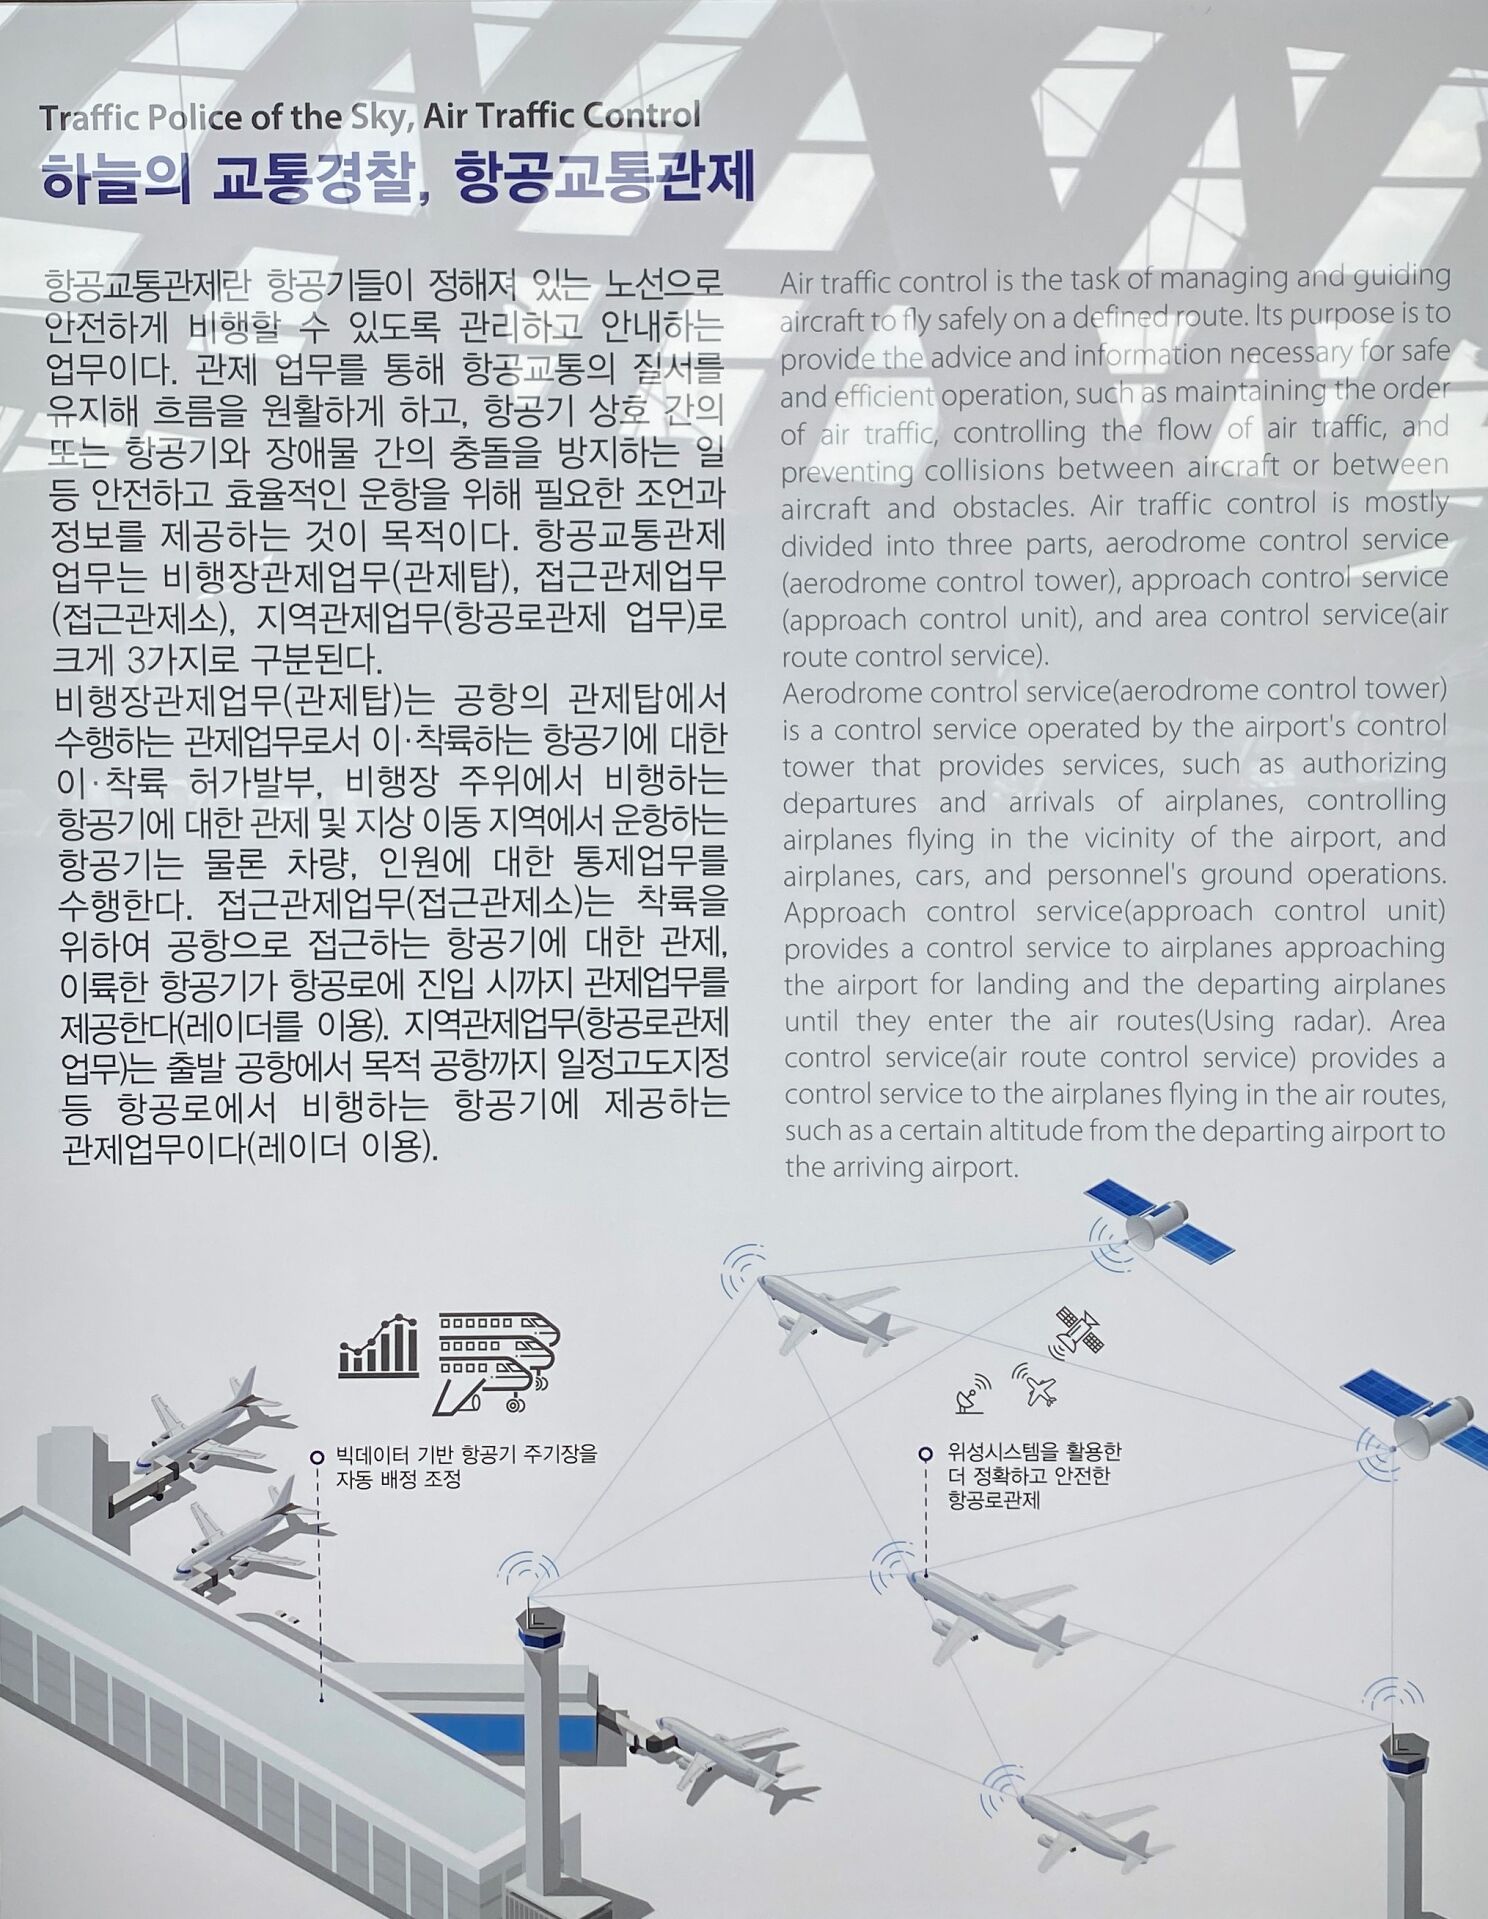 Traffic Police of the Sky, Air Traffic Control
하늘의 교통경찰, 항공교통관제
항공교통관제란 항공기들이 정해져 있는 노선으로
안전하게 비행할 수 있도록 관리하고 안내하는
업무이다. 관제 업무를 통해 항공교통의 질서를
유지해 흐름을 원활하게 하고, 항공기 상호 간의
또는 항공기와 장애물 간의 충돌을 방지하는 일
등 안전하고 효율적인 운항을 위해 필요한 조언과
정보를 제공하는 것이 목적이다. 항공교통관제
업무는 비행장관제업무(관제탑), 접근관제업무
(접근관제소), 지역관제업무(항공로관제 업무)로
크게 3가지로 구분된다.
비행장관제업무(관제탑)는 공항의 관제탑에서
수행하는 관제업무로서 이·착륙하는 항공기에 대한
이·착륙 허가발부, 비행장 주위에서 비행하는
항공기에 대한 관제 및 지상 이동 지역에서 운항하는
항공기는 물론 차량, 인원에 대한 통제업무를
수행한다. 접근관제업무(접근관제소)는 착륙을
위하여 공항으로 접근하는 항공기에 대한 관제,
이륙한 항공기가 항공로에 진입 시까지 관제업무를
제공한다(레이더를 이용). 지역관제업무(항공로관제
업무)는 출발 공항에서 목적 공항까지 일정고도지정
등 항공로에서 비행하는 항공기에 제공하는
관제업무이다(레이더 이용).
Air traffic control is the task of managing and guiding
aircraft to fly safely on a defined route. Its purpose is to
provide the advice and information necessary for safe
and efficient operation, such as maintaining the order
of air traffic, controlling the flow of air traffic, and
preventing collisions between aircraft or between
aircraft and obstacles. Air traffic control is mostly
divided into three parts, aerodrome control service
(aerodrome control tower), approach control service
(approach control unit), and area control service(air
route control service).
Aerodrome control service(aerodrome control tower)
is a control service operated by the airport's control
tower that provides services, such as authorizing
departures and arrivals of airplanes, controlling
airplanes flying in the vicinity of the airport, and
airplanes, cars, and personnel's ground operations.
Approach control service(approach control unit)
provides a control service to airplanes approaching
the airport for landing and the departing airplanes
until they enter the air routes(Using radar). Area
control service(air route control service) provides a
control service to the airplanes flying in the air routes,
such as a certain altitude from the departing airport to
the arriving airport.
빅데이터 기반 항공기 주기장을
자동 배정 조정
위성시스템을 활용한
더 정확하고 안전한
항공로관제